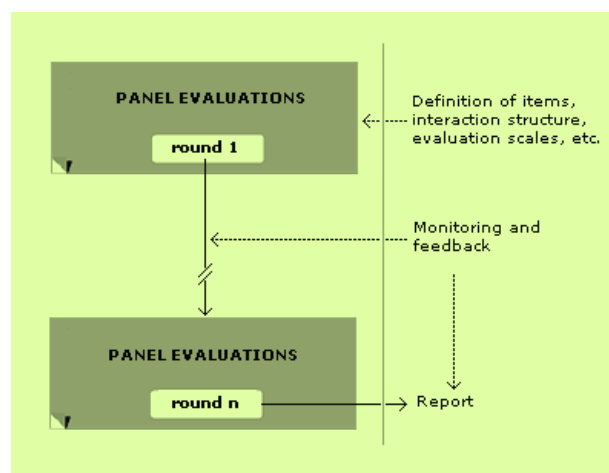 PANEL EVALUATIONS
round 1
Definition of items,
interaction structure,
evaluation scales, etc.
Monitoring and
feedback
PANEL EVALUATIONS
round n
Report